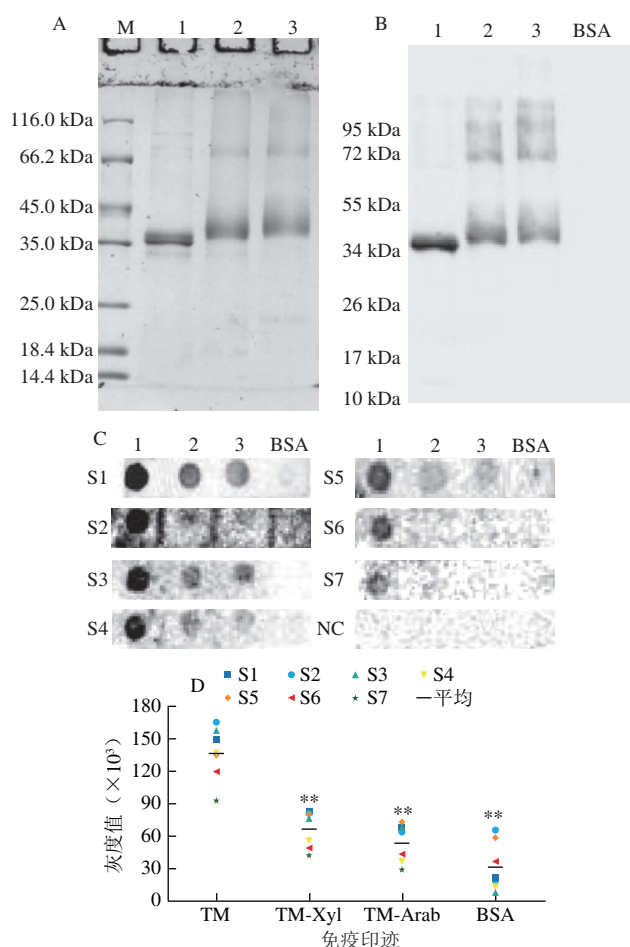 A M 1 2 3
116.0 kDa
66.2 kDa
45.0 kDa
35.0 kDa
25.0 kDa
18.4 kDa
14.4 kDa
B
1 2 3 BSA
95 kDa
72 kDa
55 kDa
34 kDa
26 kDa
17 kDa
10 kDa
C 1 2 3 BSA
S1
S2
S3
S4
1 2 3 BSA
S5
S6
S7
NC
D S1 S2 S3 S4
S5 S6 S7 平均
灰度值（×10³）
180
150
120
90
60
30
0
** ** **
TM TM-Xyl TM-Arab BSA
免疫印迹